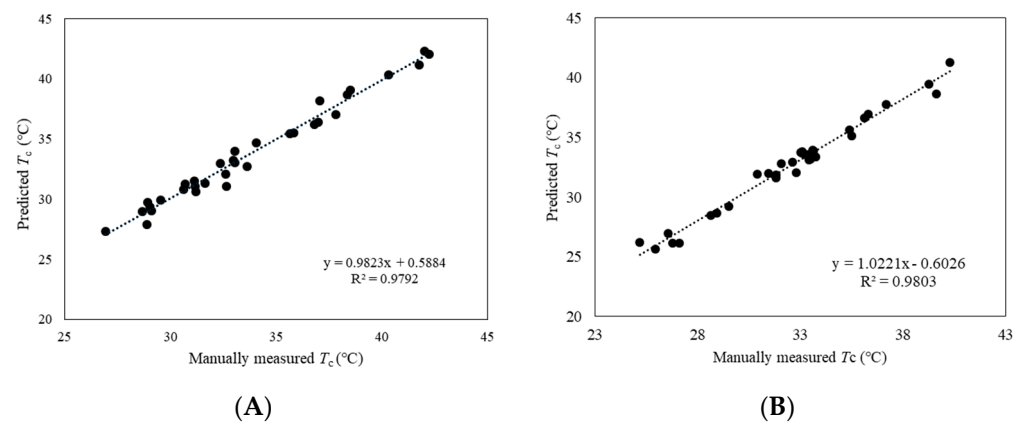 45
40
35
30
25
20
Predicted Tc (°C)
y = 0.9823x + 0.5884
R² = 0.9792
25 30 35 40 45
Manually measured Tc (°C)
(A)
45
40
35
30
25
20
Predicted Tc (°C)
y = 1.0221x - 0.6026
R² = 0.9803
23 28 33 38 43
Manually measured Tc (°C)
(B)